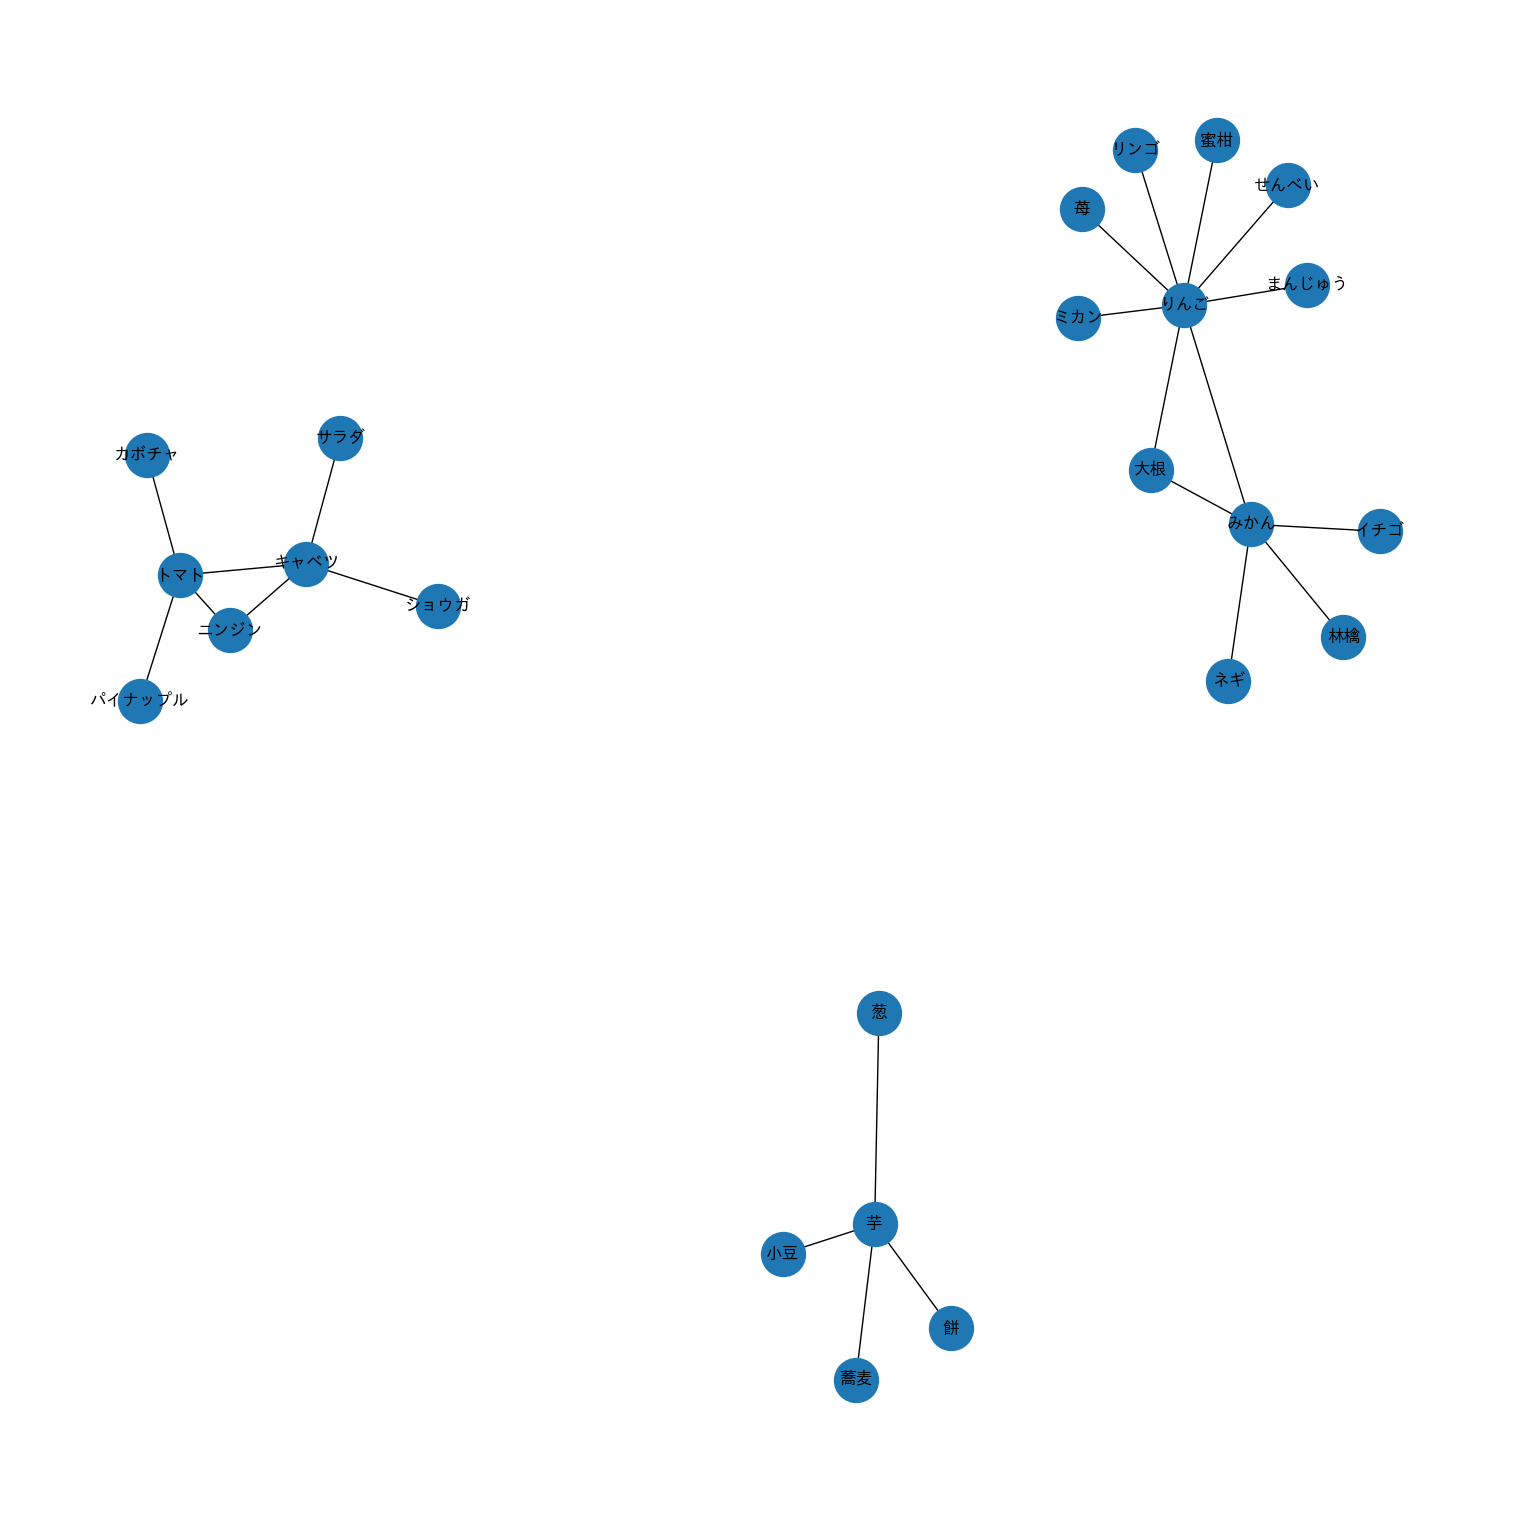 蜜柑
リンゴ
せんべい
苺
まんじゅう
りんご
ミカン
サラダ
カボチャ
大根
みかん
イチゴ
キャベツ
トマト
ショウガ
ニンジン
林檎
ネギ
パイナップル
葱
芋
小豆
餅
蕎麦